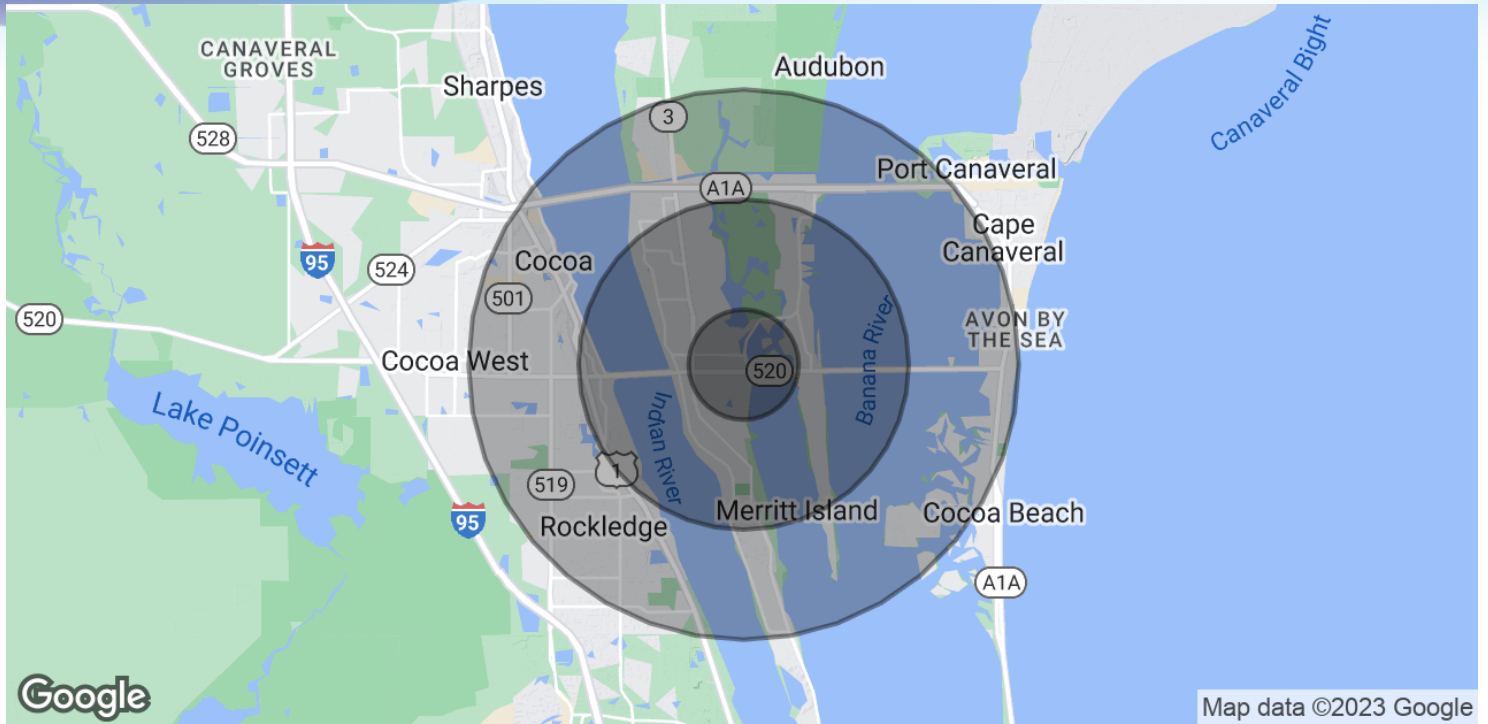 CANAVERAL
GROVES
Sharpes
Audubon
Canaveral Bight
3
528
Port Canaveral
A1A
Cape
Canaveral
95
524
Cocoa
501
520
AVON BY
THE SEA
Banana River
Cocoa West
520
Lake Poinsett
Indian River
1
519
95
Rockledge
Merritt Island
Cocoa Beach
A1A
Google
Map data ©2023 Google